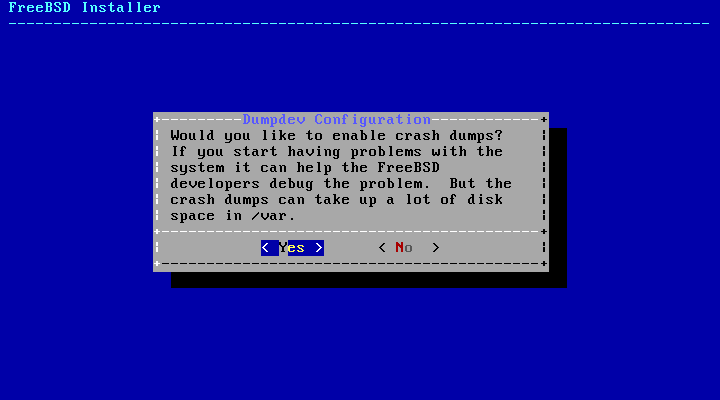 FreeBSD Installer
Dumpdev Configuration
Would you like to enable crash dumps?
If you start having problems with the
system it can help the FreeBSD
developers debug the problem.  But the
crash dumps can take up a lot of disk
space in /var.
< Yes >      < No  >